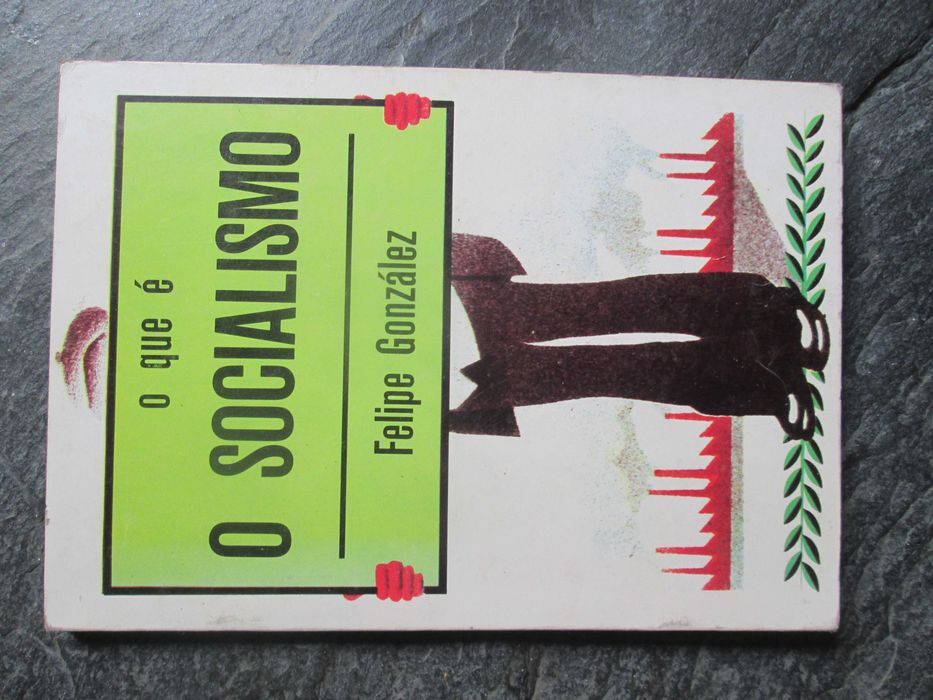 o que é
O SOCIALISMO
Felipe González